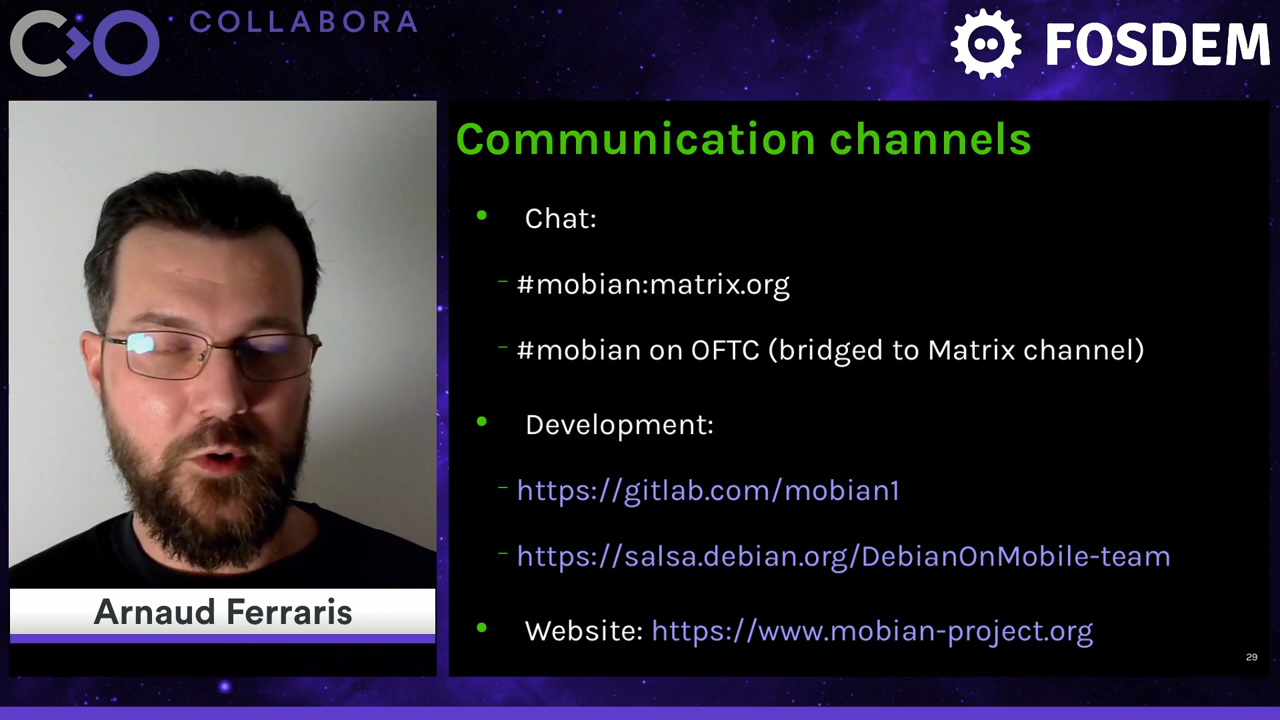 COLLABORA
FOSDEM
Communication channels
Chat:
#mobian:matrix.org
#mobian on OFTC (bridged to Matrix channel)
Development:
https://gitlab.com/mobian1
https://salsa.debian.org/DebianOnMobile-team
Website: https://www.mobian-project.org
29
Arnaud Ferraris